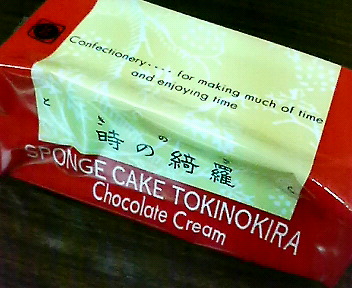 Confectionery.... for making much of time
and enjoying time
と き の き ら
時の綺羅
SPONGE CAKE TOKINOKIRA
Chocolate Cream